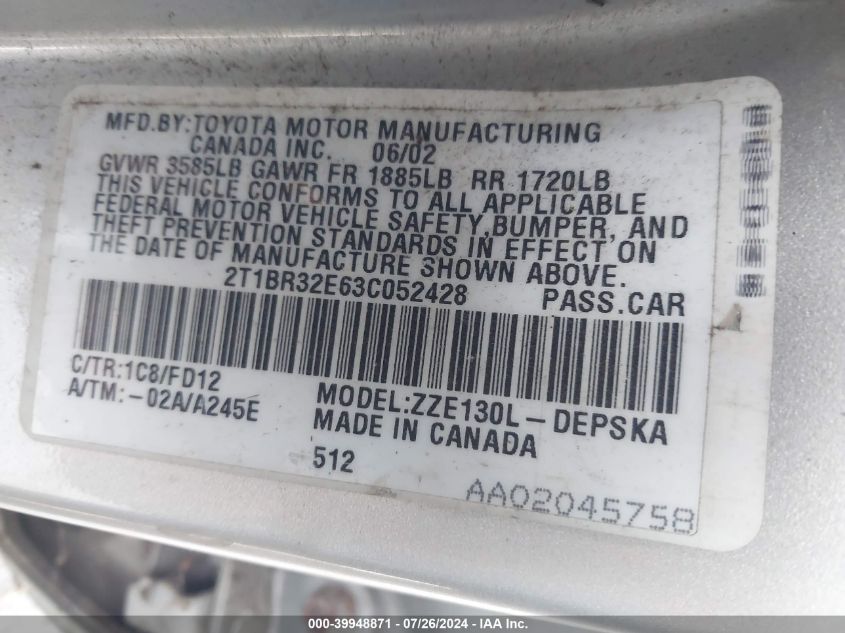 MFD.BY:TOYOTA MOTOR MANUFACTURING
CANADA INC. 06/02
GVWR 3585LB GAWR FR 1885LB RR 1720LB
THIS VEHICLE CONFORMS TO ALL APPLICABLE
FEDERAL MOTOR VEHICLE SAFETY BUMPER, AND
THEFT PREVENTION STANDARDS IN EFFECT ON
THE DATE OF MANUFACTURE SHOWN ABOVE.
2T1BR32E63C052428 PASS.CAR
C/TR:1C8/FD12
A/TM:-02A/A245E
MODEL:ZZE130L-DEPSKA
MADE IN CANADA
512
AA02045758
000-39948871 - 07/26/2024 - IAAI.com